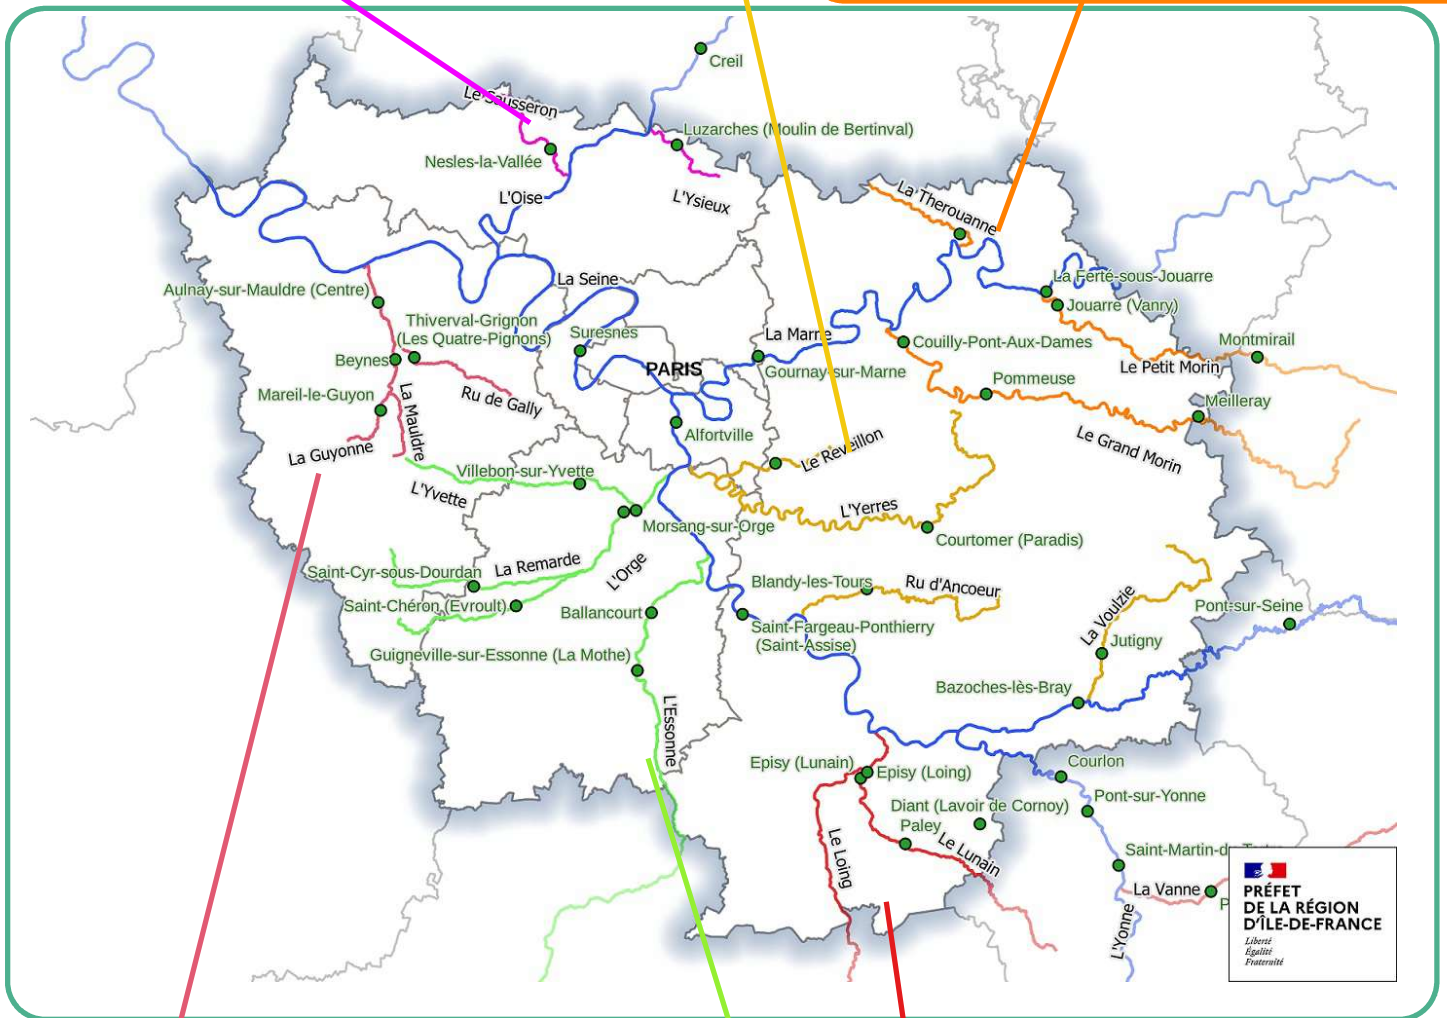 Creil
Le Sausseron
Luzarches (Moulin de Bertinval)
Nesles-la-Vallée
L'Oise
L'Ysieux
La Therouanne
La Seine
La Ferté-sous-Jouarre
Aulnay-sur-Mauldre (Centre)
Jouarre (Vanry)
Thiverval-Grignon
(Les Quatre-Pignons)
Suresnes
La Marne
Couilly-Pont-Aux-Dames
Montmirail
Beynes
PARIS
Gournay-sur-Marne
Le Petit Morin
Pommeuse
Mareil-le-Guyon
La Mauldre
Ru de Gally
Meilleray
Alfortville
Le Grand Morin
La Guyonne
Le Reveillon
Villebon-sur-Yvette
L'Yvette
L'Yerres
Morsang-sur-Orge
Courtomer (Paradis)
La Remarde
L'Orge
Saint-Cyr-sous-Dourdan
Blandy-les-Tours
Ru d'Ancoeur
Saint-Chéron (Evroult)
Ballancourt
La Voulzie
Pont-sur-Seine
Saint-Fargeau-Ponthierry
(Saint-Assise)
Jutigny
Guigneville-sur-Essonne (La Mothe)
Bazoches-lès-Bray
L'Essonne
Episy (Lunain)
Episy (Loing)
Courlon
Diant (Lavoir de Cornoy)
Pont-sur-Yonne
Paley
Le Loing
Le Lunain
La Vanne
L'Yonne
PRÉFET
DE LA RÉGION
D'ÎLE-DE-FRANCE
Liberté
Égalité
Fraternité